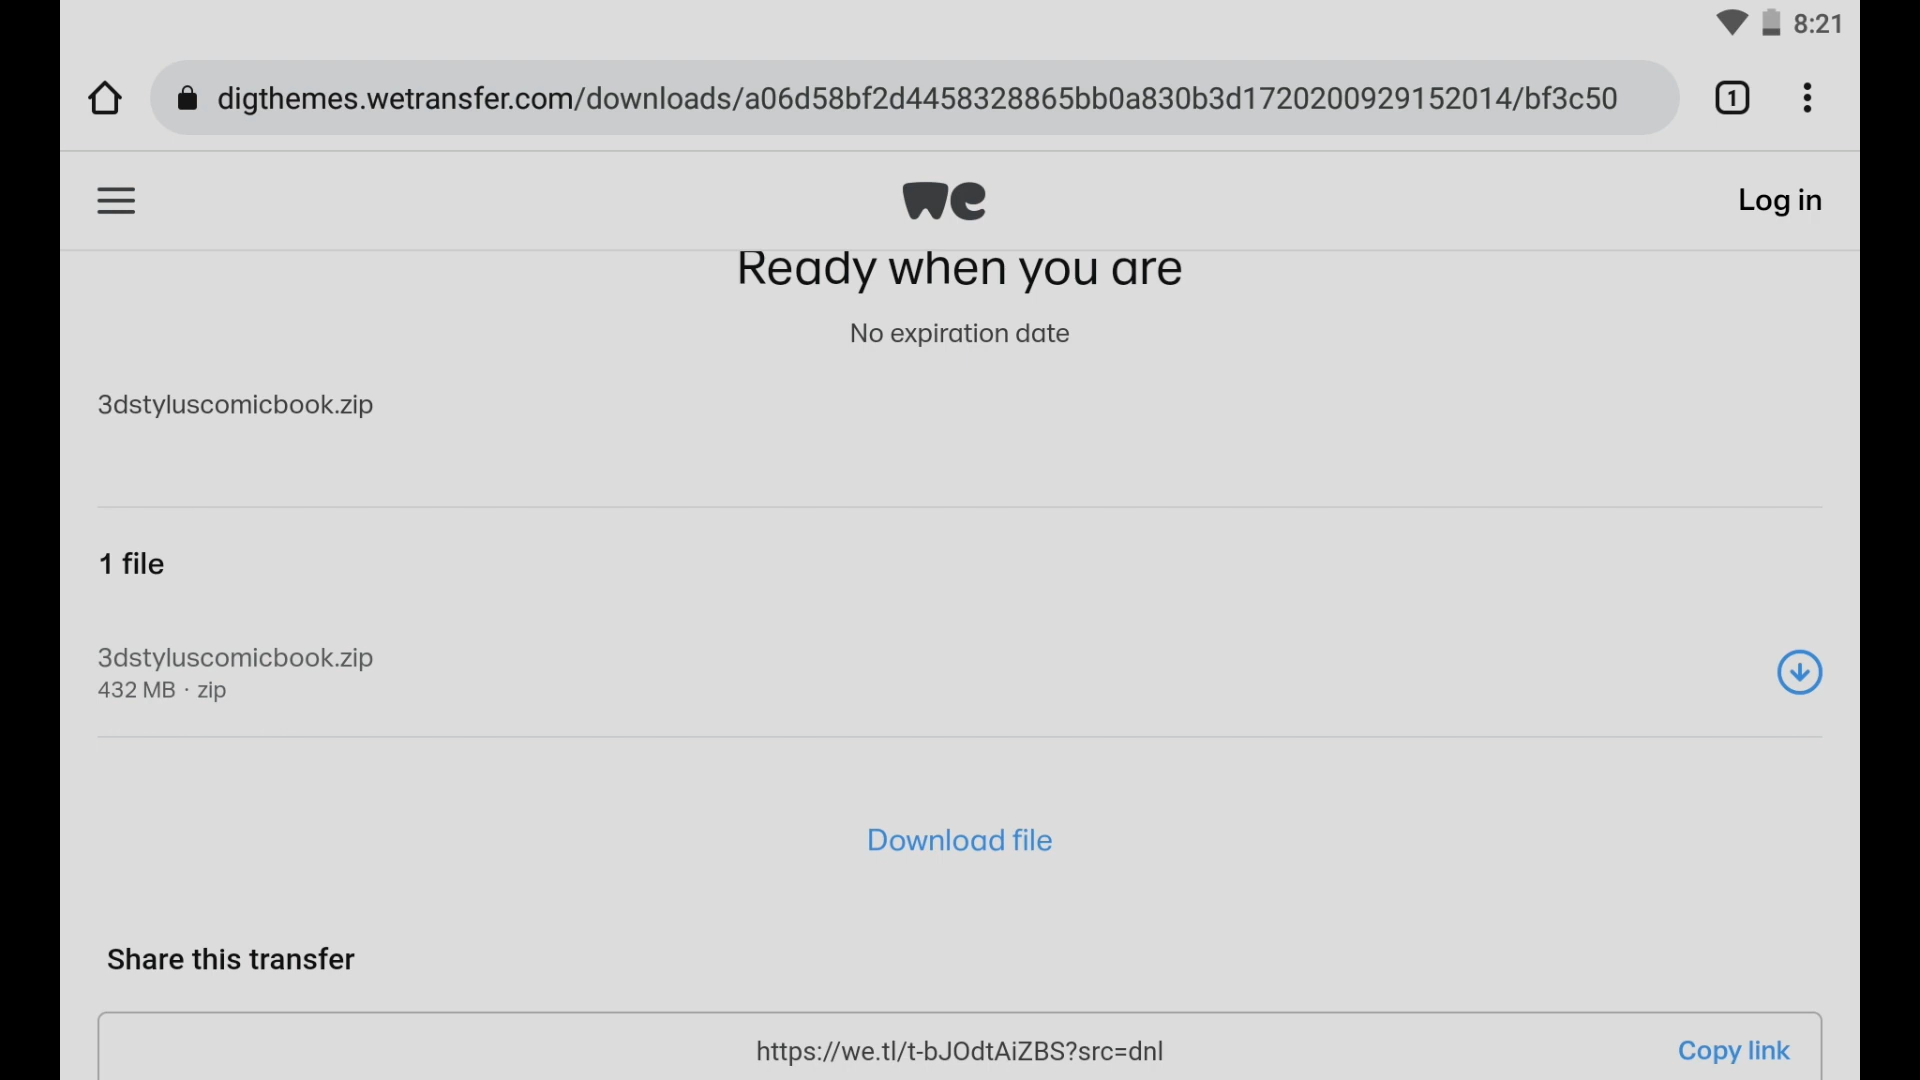 8:21
digthemes.wetransfer.com/downloads/a06d58bf2d4458328865bb0a830b3d1720200929152014/bf3c50
1
we
Log in
Ready when you are
No expiration date
3dstyluscomicbook.zip
1 file
3dstyluscomicbook.zip
432 MB · zip
Download file
Share this transfer
https://we.tl/t-bJOdtAiZBS?src=dnl
Copy link